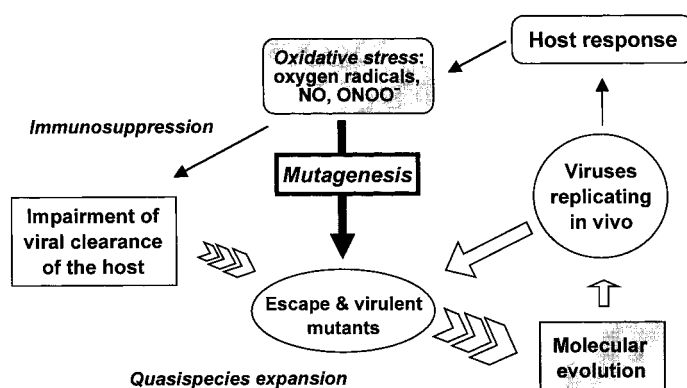 Host response
Oxidative stress:
oxygen radicals,
NO, ONOO⁻
Immunosuppression
Mutagenesis
Viruses
replicating
in vivo
Impairment of
viral clearance
of the host
Escape & virulent
mutants
Molecular
evolution
Quasispecies expansion